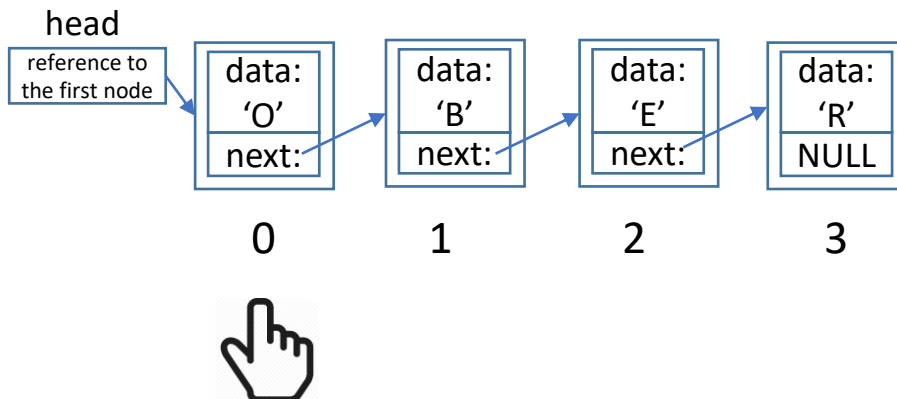 head
reference to
the first node
data:
‘O’
next:
data:
‘B’
next:
data:
‘E’
next:
data:
‘R’
NULL
0 1 2 3